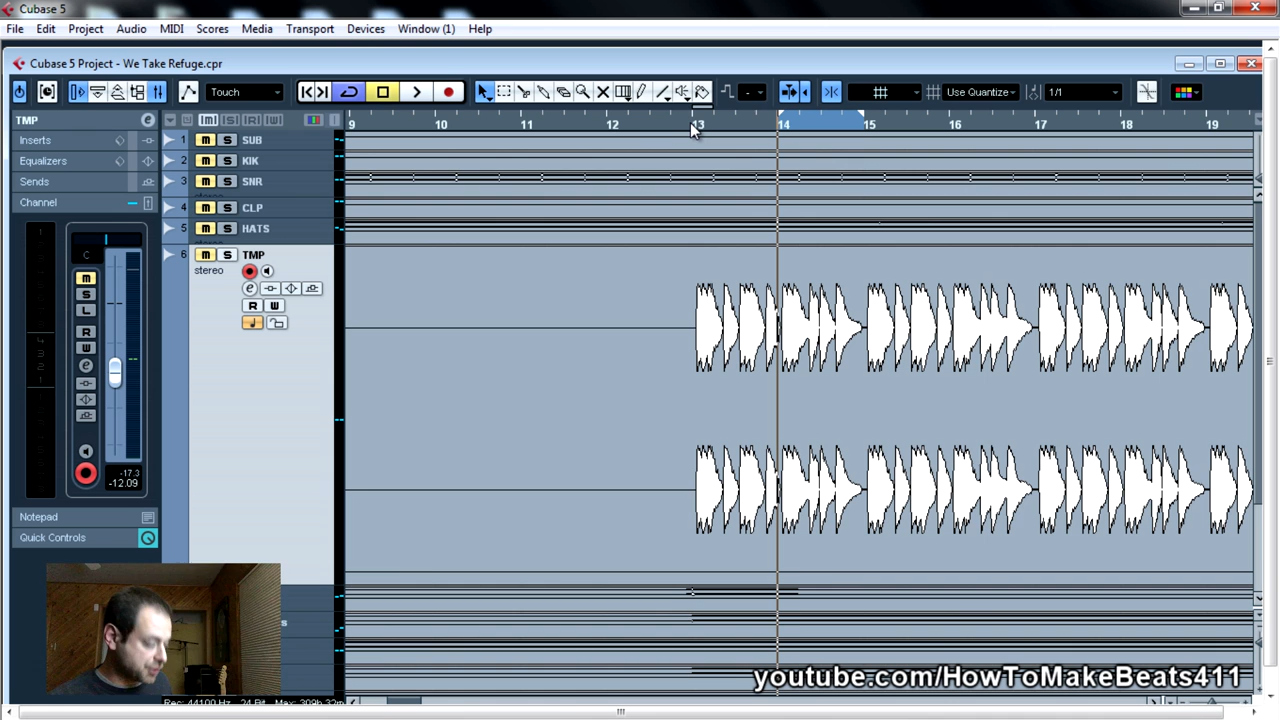 Cubase 5
File Edit Project Audio MIDI Scores Media Transport Devices Window (1) Help
Cubase 5 Project - We Take Refuge.cpr
Touch
Use Quantize
1/1
TMP
Inserts
Equalizers
Sends
Channel
C
m
S
L
R
W
e
-17.3
-12.09
Notepad
Quick Controls
[m] [S] [R] [W]
9 10 11 12 13 14 15 16 17 18 19
1 m S SUB
2 m S KIK
3 m S SNR
4 m S CLP
5 m S HATS
6 m S TMP
stereo
e
R W
youtube.com/HowToMakeBeats411